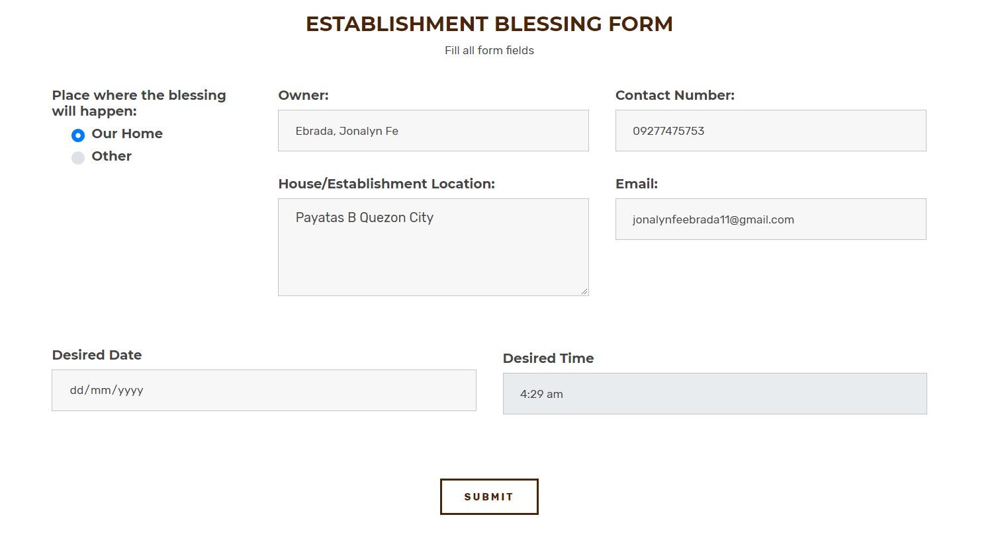 ESTABLISHMENT BLESSING FORM
Fill all form fields
Place where the blessing
will happen:
Our Home
Other
Owner:
Ebrada, Jonalyn Fe
Contact Number:
09277475753
House/Establishment Location:
Payatas B Quezon City
Email:
jonalynfeebrada11@gmail.com
Desired Date
dd/mm/yyyy
Desired Time
4:29 am
SUBMIT